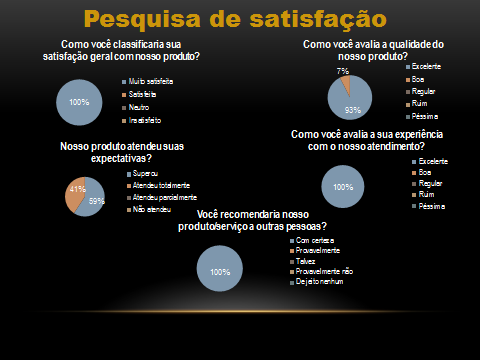 Pesquisa de satisfação
Como você classificaria sua
satisfação geral com nosso produto?
100%
Muito satisfeita
Satisfeita
Neutro
Insatisfeito
Como você avalia a qualidade do
nosso produto?
7%
93%
Excelente
Boa
Regular
Ruim
Péssima
Nosso produto atendeu suas
expectativas?
41%
59%
Superou
Atendeu totalmente
Atendeu parcialmente
Não atendeu
Como você avalia a sua experiência
com o nosso atendimento?
100%
Excelente
Boa
Regular
Ruim
Péssima
Você recomendaria nosso
produto/serviço a outras pessoas?
100%
Com certeza
Provavelmente
Talvez
Provavelmente não
De jeito nenhum